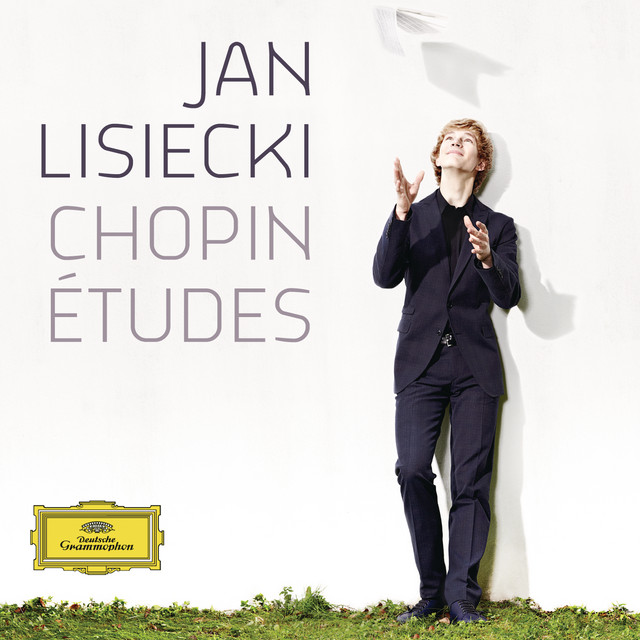 JAN
LISIECKI
CHOPIN
ÉTUDES
Deutsche
Grammophon